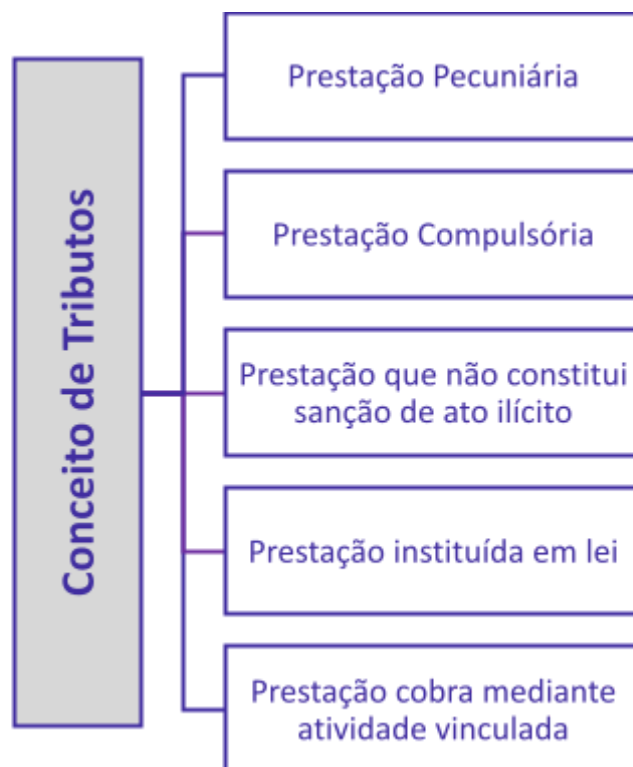 Conceito de Tributos
Prestação Pecuniária
Prestação Compulsória
Prestação que não constitui
sanção de ato ilícito
Prestação instituída em lei
Prestação cobra mediante
atividade vinculada